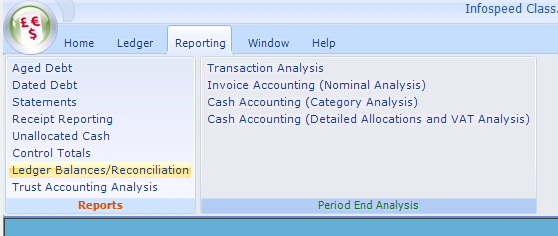 Infospeed Class.
£ €
$
Home Ledger Reporting Window Help
Aged Debt
Dated Debt
Statements
Receipt Reporting
Unallocated Cash
Control Totals
Ledger Balances/Reconciliation
Trust Accounting Analysis
Reports
Transaction Analysis
Invoice Accounting (Nominal Analysis)
Cash Accounting (Category Analysis)
Cash Accounting (Detailed Allocations and VAT Analysis)
Period End Analysis